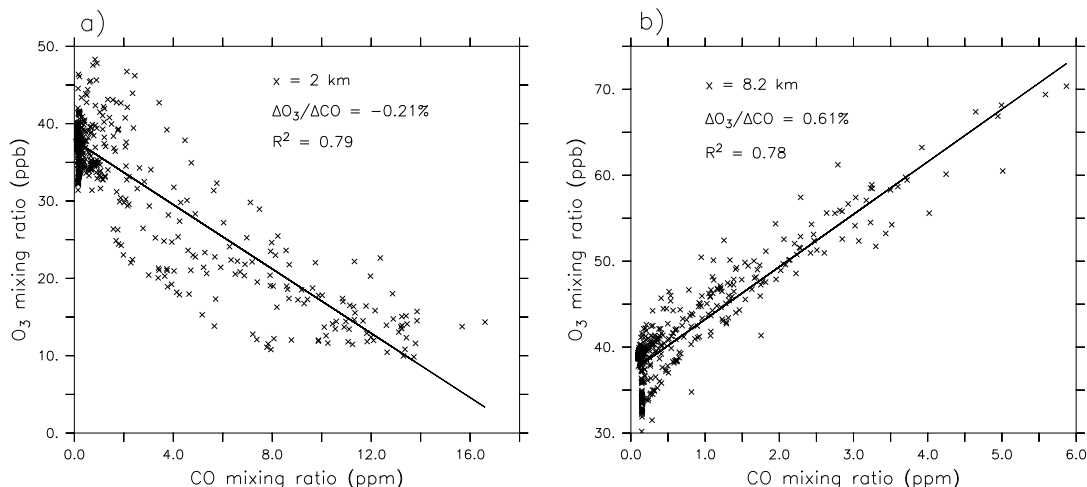 a)
50.
40.
30.
20.
10.
0.
O₃ mixing ratio (ppb)
× = 2 km
ΔO₃/ΔCO = −0.21%
R² = 0.79
0.0 4.0 8.0 12.0 16.0
CO mixing ratio (ppm)
b)
70.
60.
50.
40.
30.
O₃ mixing ratio (ppb)
× = 8.2 km
ΔO₃/ΔCO = 0.61%
R² = 0.78
0.0 1.0 2.0 3.0 4.0 5.0 6.0
CO mixing ratio (ppm)